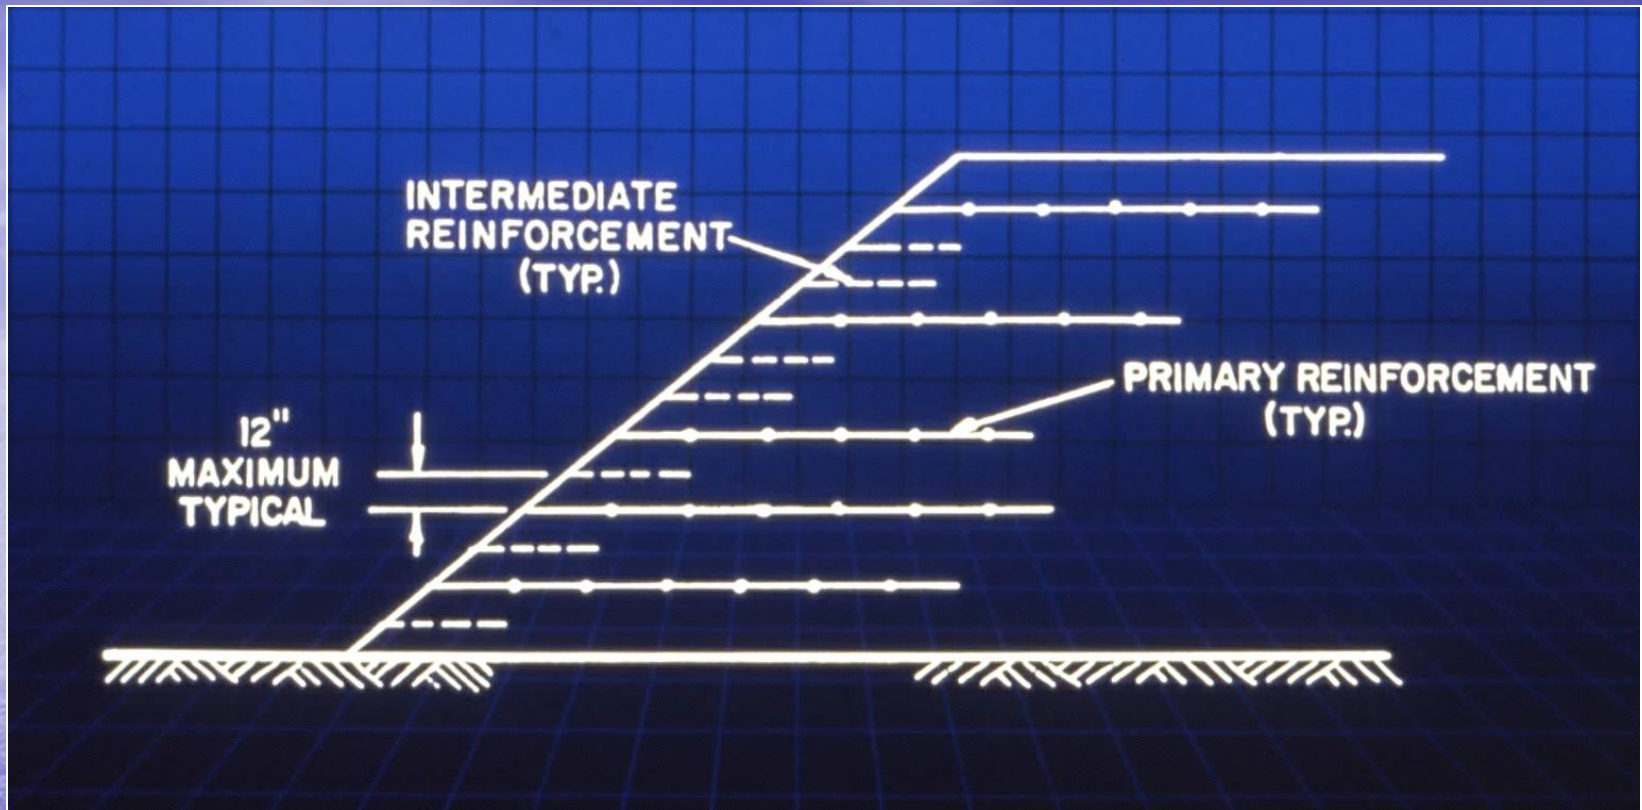 INTERMEDIATE
REINFORCEMENT
(TYP.)
PRIMARY REINFORCEMENT
(TYP.)
12"
MAXIMUM
TYPICAL